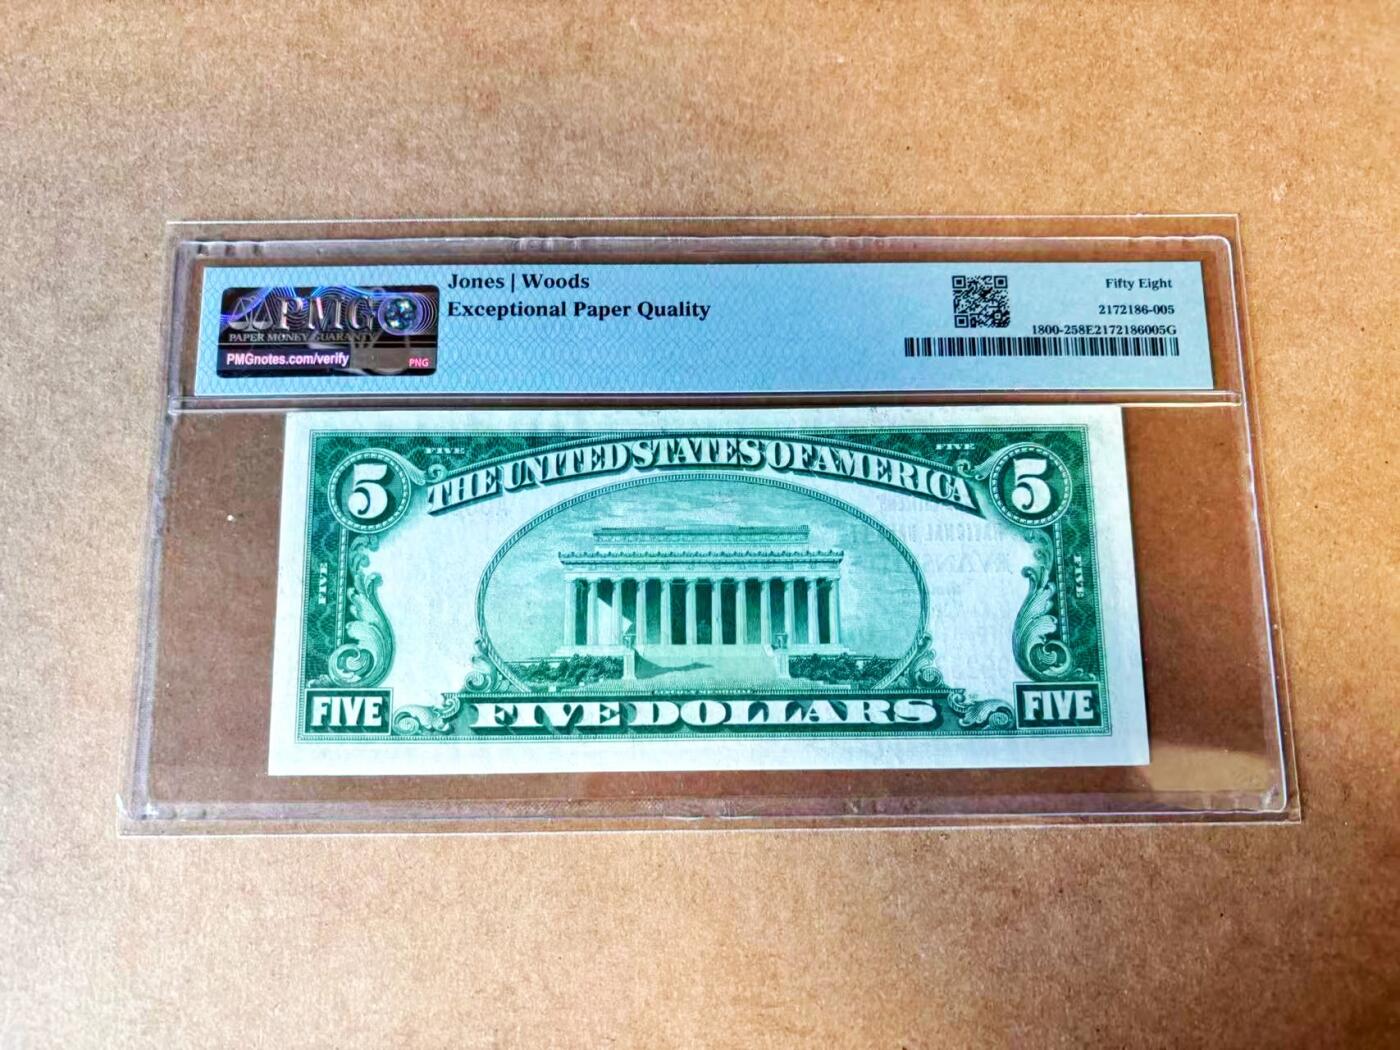 Jones | Woods
Exceptional Paper Quality
PMG
PAPER MONEY GUARANTY
PMGnotes.com/verify
PNG
Fifty Eight
2172186-005
1800-258E2172186005G
FIVE
FIVE
5
THE UNITED STATES OF AMERICA
5
FIVE
FIVE
LINCOLN MEMORIAL
FIVE
FIVE DOLLARS
FIVE